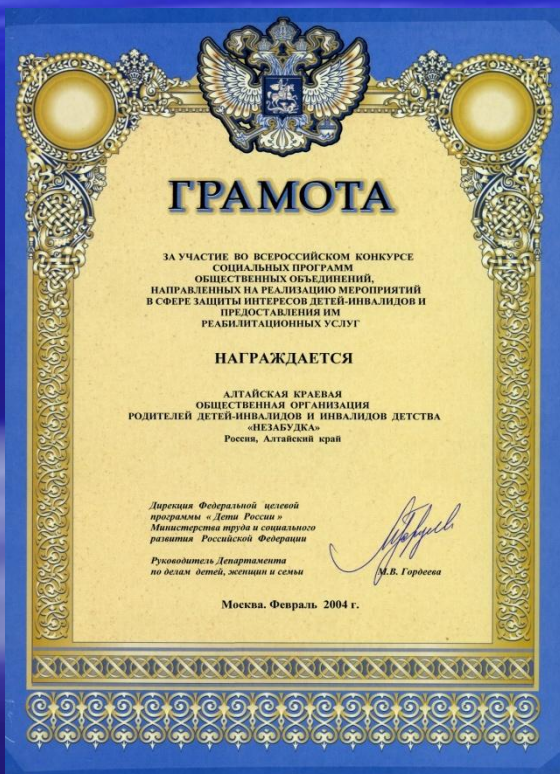 ГРАМОТА
ЗА УЧАСТИЕ ВО ВСЕРОССИЙСКОМ КОНКУРСЕ
СОЦИАЛЬНЫХ ПРОГРАММ
ОБЩЕСТВЕННЫХ ОБЪЕДИНЕНИЙ,
НАПРАВЛЕННЫХ НА РЕАЛИЗАЦИЮ МЕРОПРИЯТИЙ
В СФЕРЕ ЗАЩИТЫ ИНТЕРЕСОВ ДЕТЕЙ-ИНВАЛИДОВ И
ПРЕДОСТАВЛЕНИЯ ИМ
РЕАБИЛИТАЦИОННЫХ УСЛУГ
НАГРАЖДАЕТСЯ
АЛТАЙСКАЯ КРАЕВАЯ
ОБЩЕСТВЕННАЯ ОРГАНИЗАЦИЯ
РОДИТЕЛЕЙ ДЕТЕЙ-ИНВАЛИДОВ И ИНВАЛИДОВ ДЕТСТВА
«НЕЗАБУДКА»
Россия, Алтайский край
Дирекция Федеральной целевой
программы « Дети России »
Министерства труда и социального
развития Российской Федерации
Руководитель Департамента
по делам детей, женщин и семьи М.В. Гордеева
Москва. Февраль 2004 г.